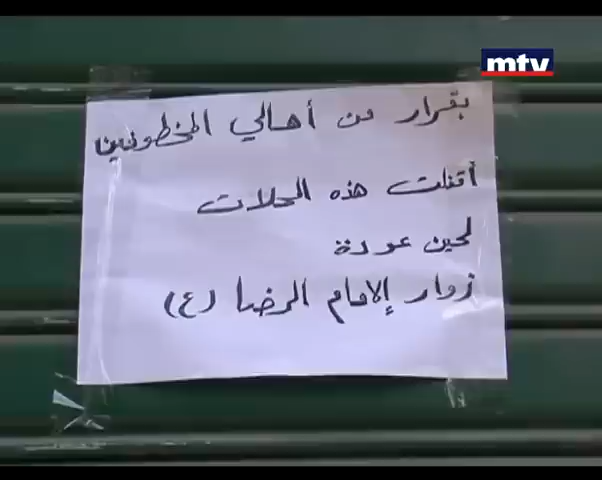 mtv
بقرار من أهالي المخطوفين
أقفلت هذه المحلات
لحين عودة
زوار الإمام الرضا (ع)